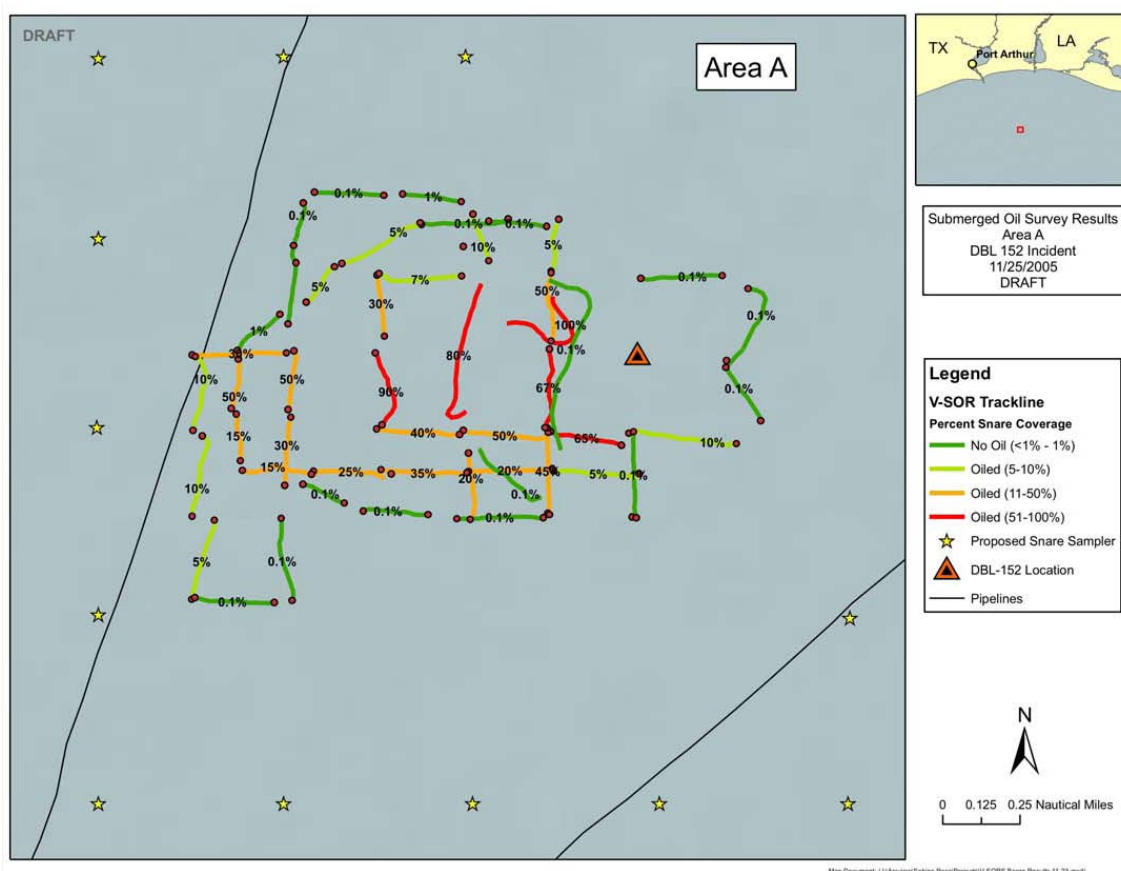 DRAFT
Area A
0.1%
1%
0.1%
0.1%
0.1%
5%
10%
5%
5%
7%
0.1%
50%
30%
0.1%
100%
1%
0.1%
80%
10%
50%
50%
90%
67%
0.1%
15%
30%
40%
50%
65%
10%
15%
25%
35%
20%
20%
45%
5%
0.1%
10%
0.1%
0.1%
0.1%
0.1%
5%
0.1%
0.1%
TX
LA
Port Arthur
Submerged Oil Survey Results
Area A
DBL 152 Incident
11/25/2005
DRAFT
Legend
V-SOR Trackline
Percent Snare Coverage
No Oil (<1% - 1%)
Oiled (5-10%)
Oiled (11-50%)
Oiled (51-100%)
Proposed Snare Sampler
DBL-152 Location
Pipelines
N
0 0.125 0.25 Nautical Miles